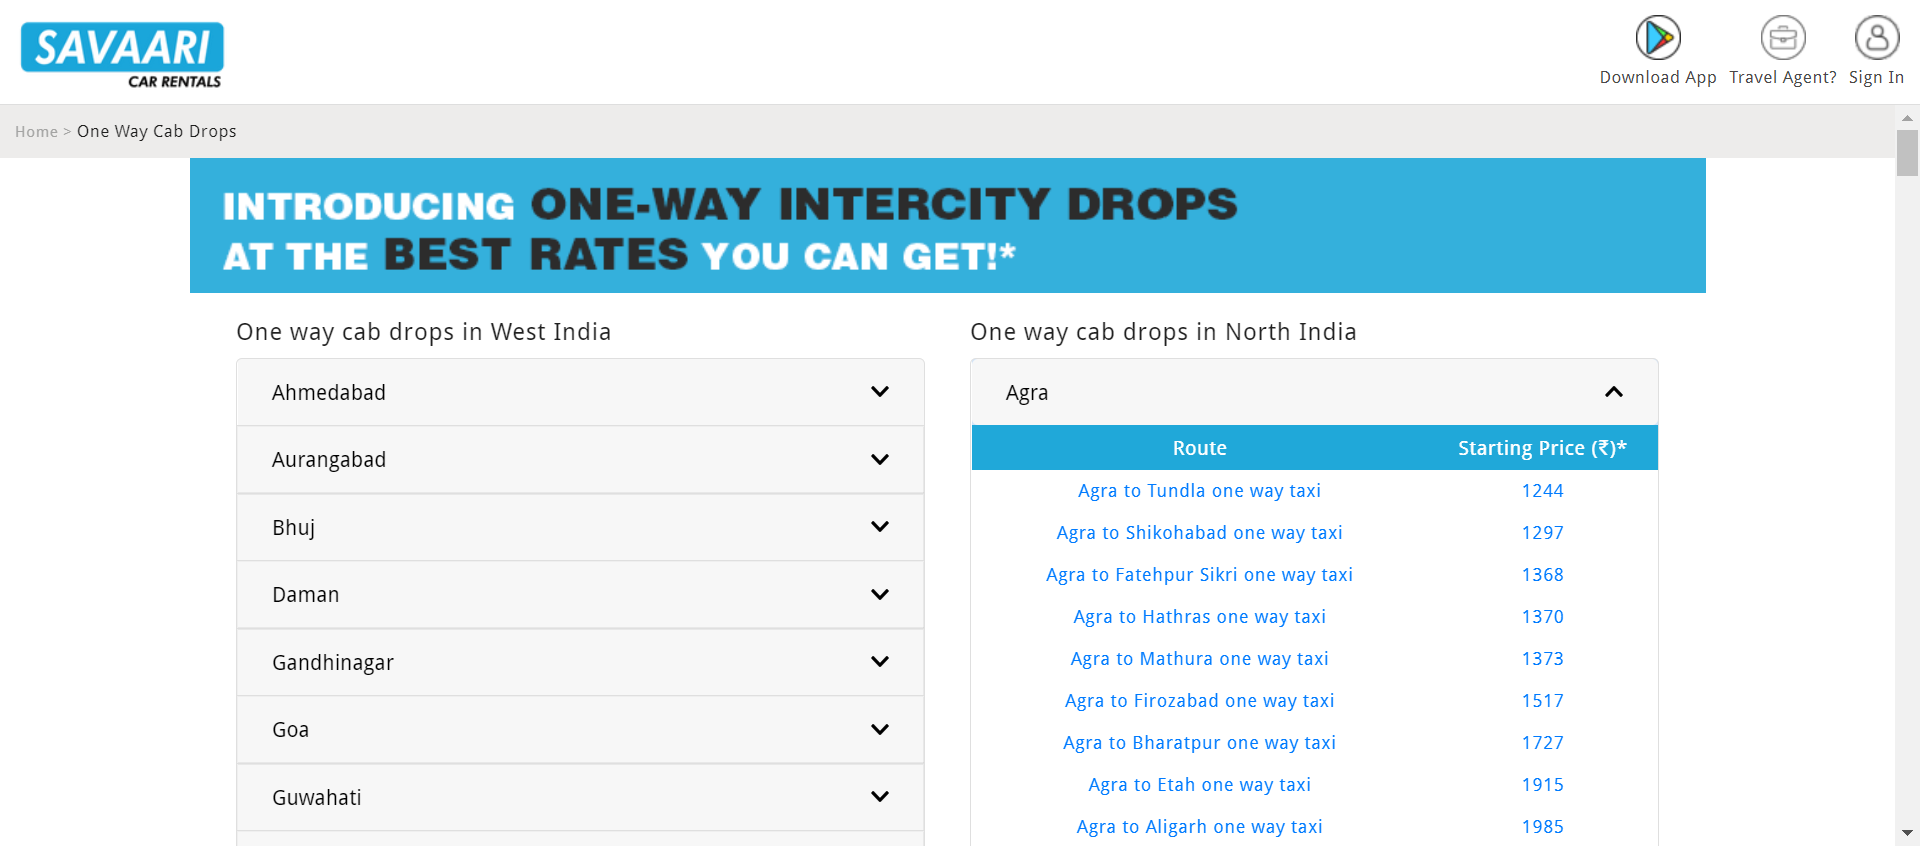 SAVAARI
CAR RENTALS
Download App
Travel Agent?
Sign In
Home > One Way Cab Drops
INTRODUCING ONE-WAY INTERCITY DROPS
AT THE BEST RATES YOU CAN GET!*
One way cab drops in West India
Ahmedabad
Aurangabad
Bhuj
Daman
Gandhinagar
Goa
Guwahati
One way cab drops in North India
Agra
Route Starting Price (₹)*
Agra to Tundla one way taxi 1244
Agra to Shikohabad one way taxi 1297
Agra to Fatehpur Sikri one way taxi 1368
Agra to Hathras one way taxi 1370
Agra to Mathura one way taxi 1373
Agra to Firozabad one way taxi 1517
Agra to Bharatpur one way taxi 1727
Agra to Etah one way taxi 1915
Agra to Aligarh one way taxi 1985